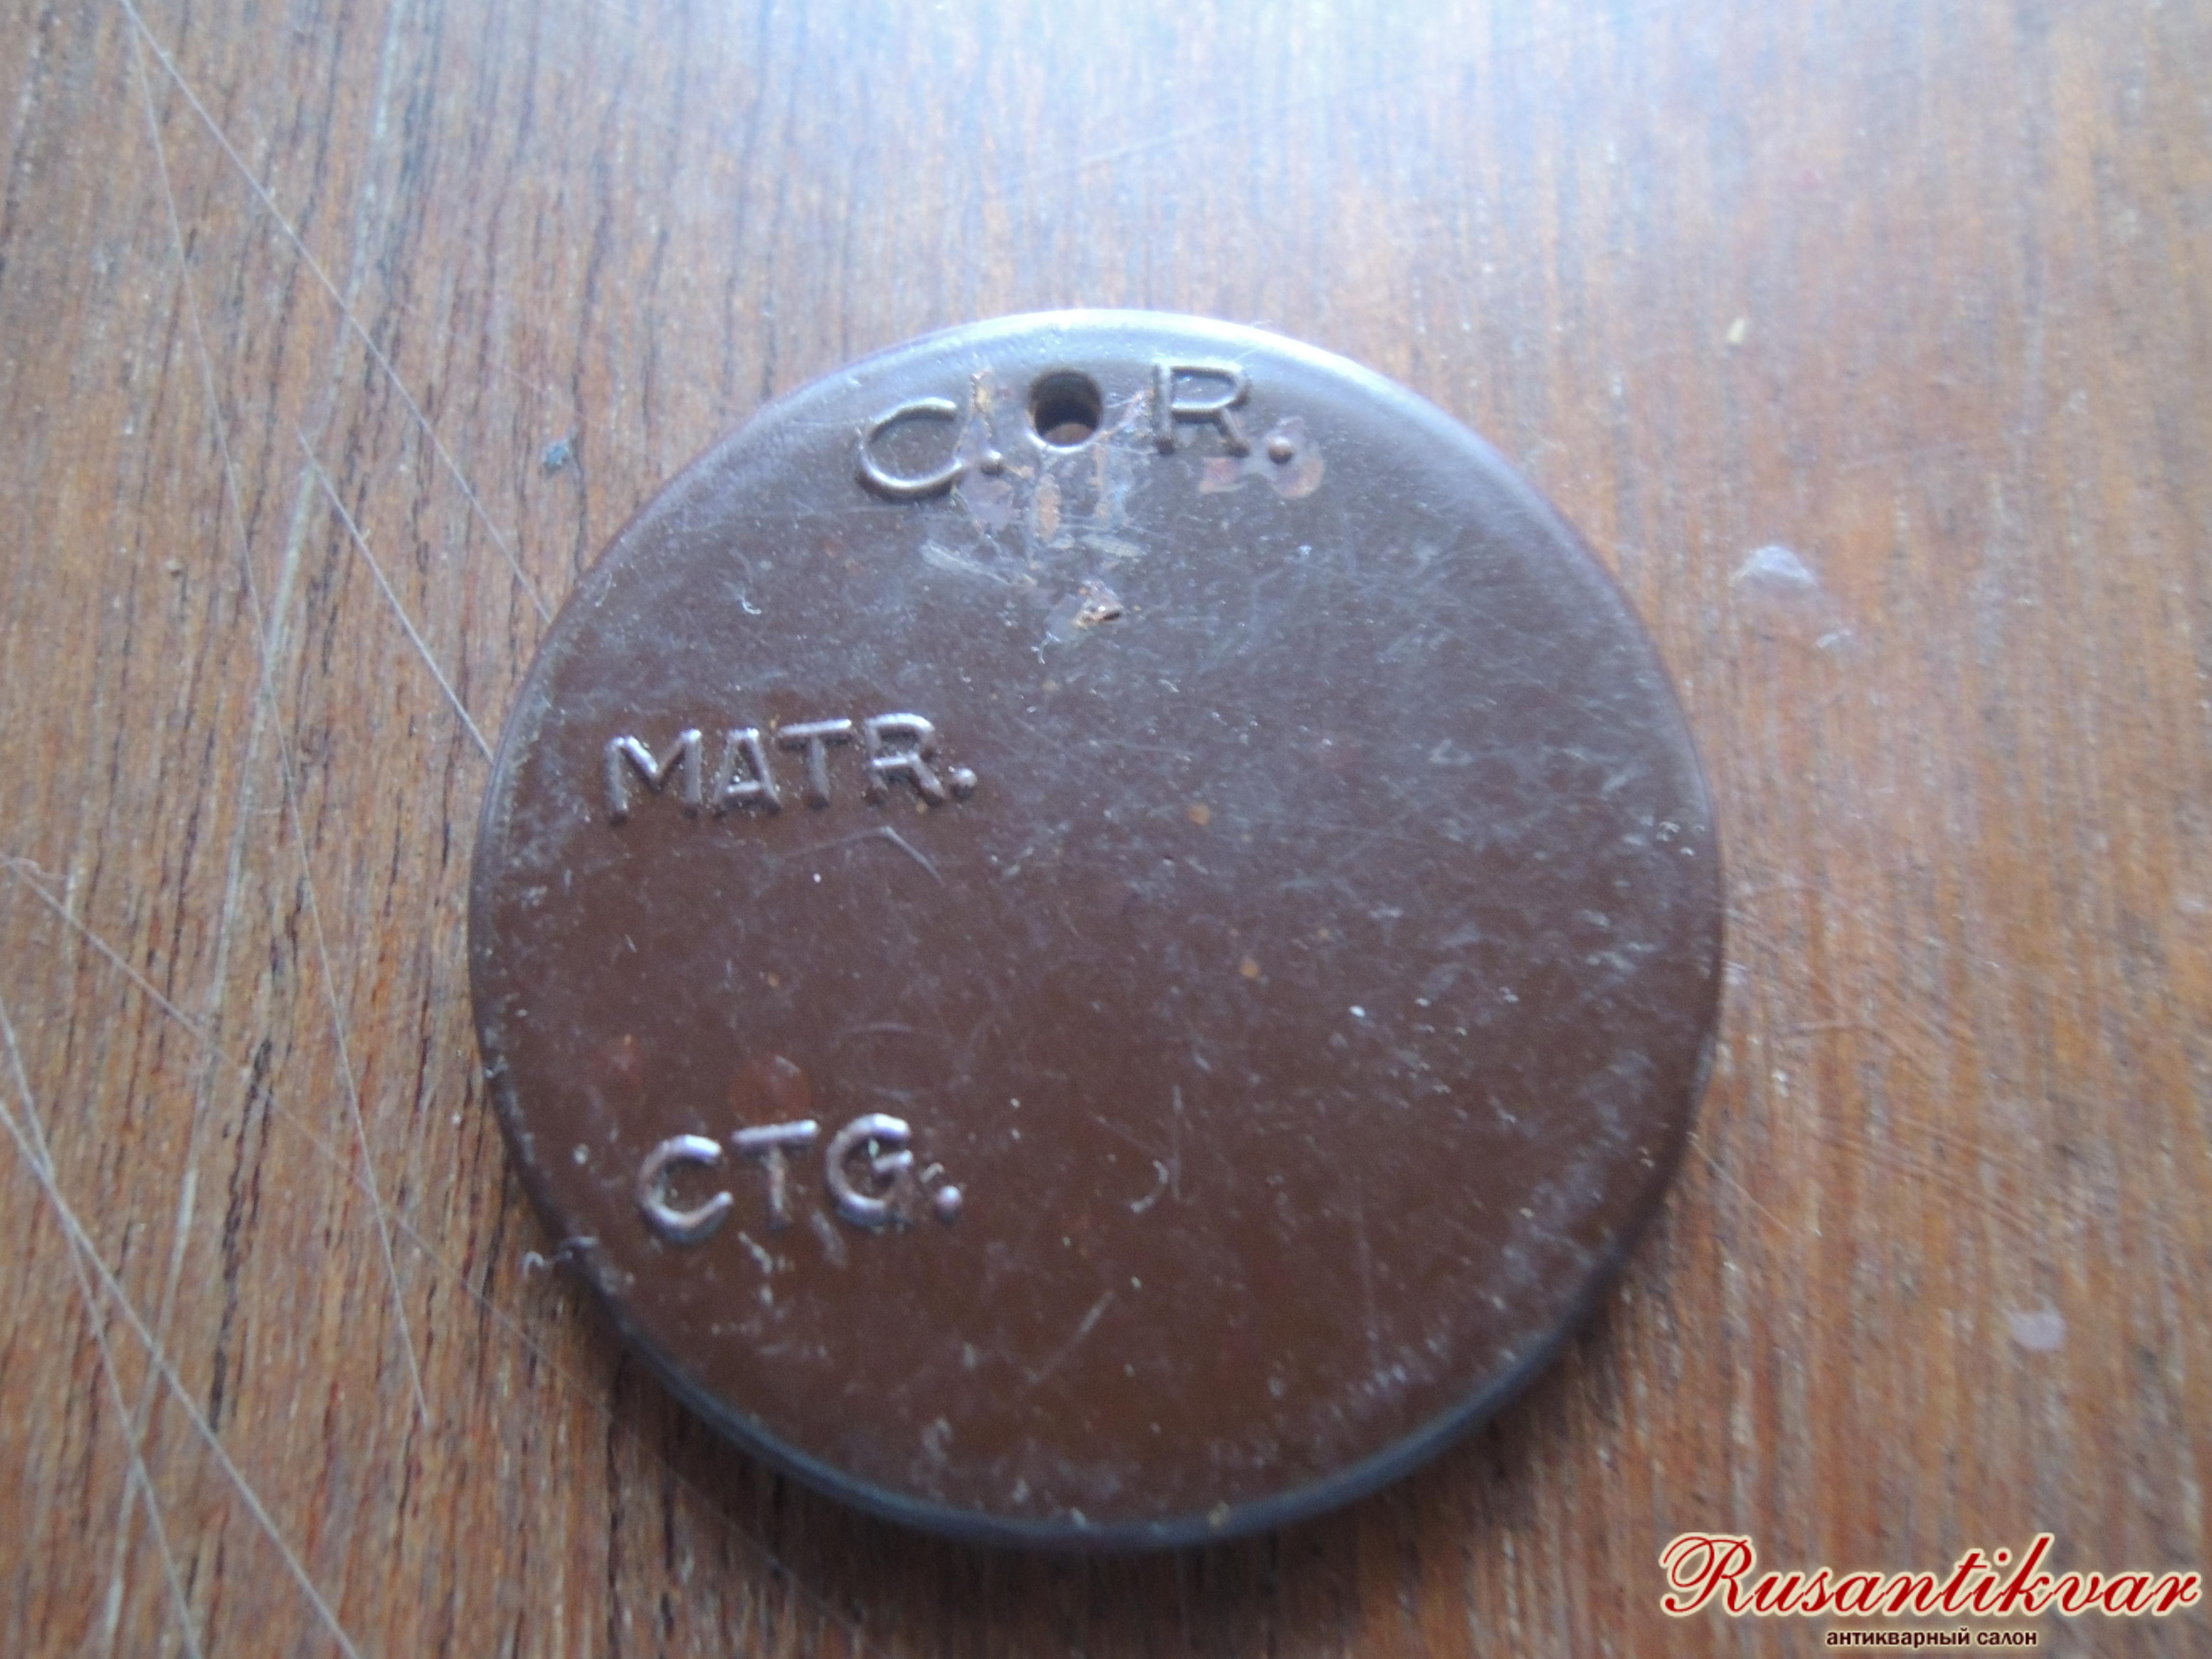 C. R.
MATR.
CTG.
Rusantikvar
антикварный салон